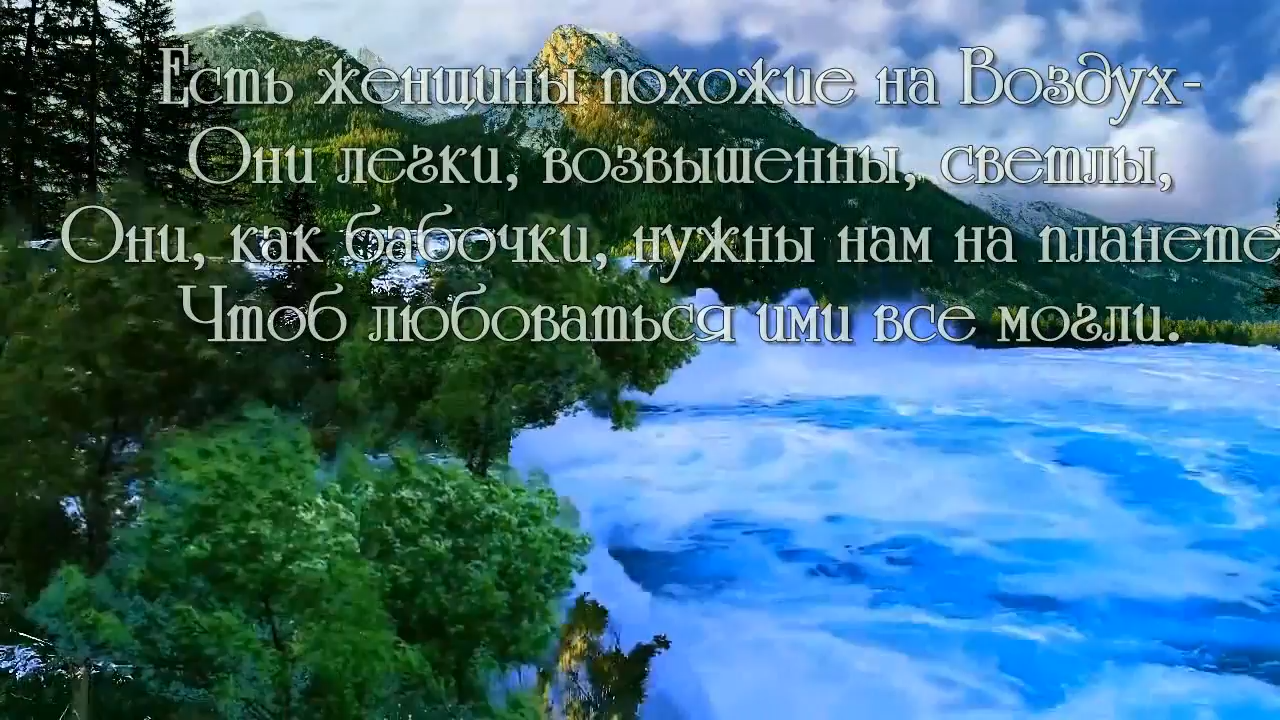 Есть женщины похожие на Воздух-
Они легки, возвышенны, светлы,
Они, как бабочки, нужны нам на планете
Чтоб любоваться ими все могли.